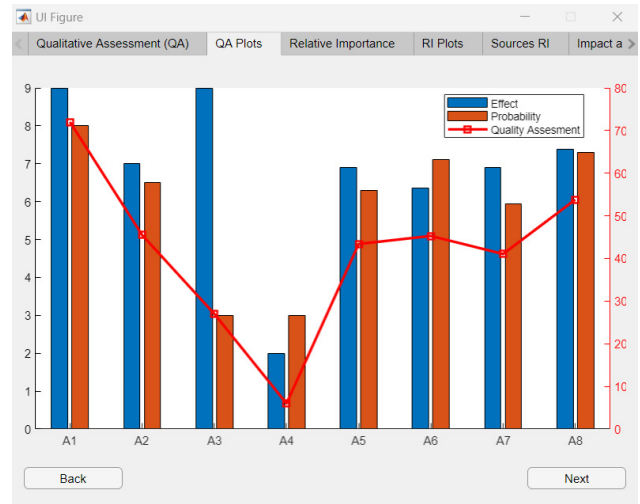 UI Figure
Qualitative Assessment (QA) QA Plots Relative Importance RI Plots Sources RI Impact a
Effect
Probability
Quality Assesment
9
8
7
6
5
4
3
2
1
0
80
70
60
50
40
30
20
10
0
A1 A2 A3 A4 A5 A6 A7 A8
Back Next